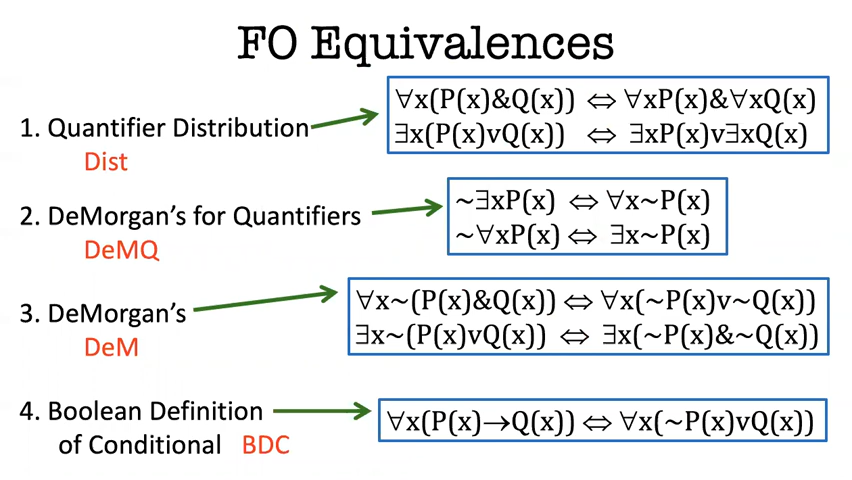 FO Equivalences
1. Quantifier Distribution
Dist
∀x(P(x)&Q(x)) ⇔ ∀xP(x)&∀xQ(x)
∃x(P(x)vQ(x)) ⇔ ∃xP(x)v∃xQ(x)
2. DeMorgan’s for Quantifiers
DeMQ
~∃xP(x) ⇔ ∀x~P(x)
~∀xP(x) ⇔ ∃x~P(x)
3. DeMorgan’s
DeM
∀x~(P(x)&Q(x)) ⇔ ∀x(~P(x)v~Q(x))
∃x~(P(x)vQ(x)) ⇔ ∃x(~P(x)&~Q(x))
4. Boolean Definition
of Conditional BDC
∀x(P(x)→Q(x)) ⇔ ∀x(~P(x)vQ(x))